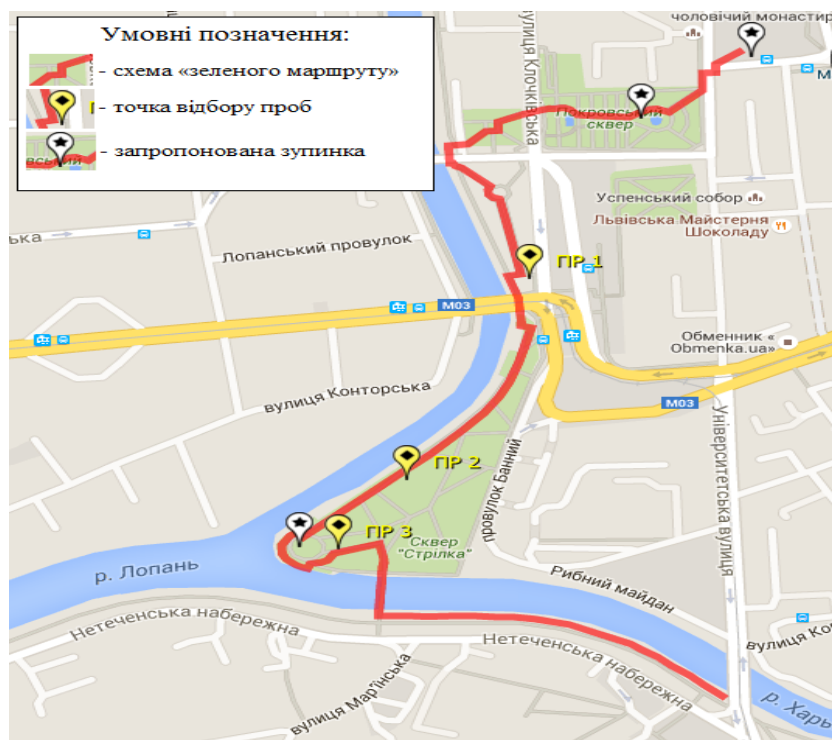 Умовні позначення:
- схема «зеленого маршруту»
- точка відбору проб
- запропонована зупинка
чоловічий монастир
вулиця Клочківська
Покровський
сквер
Успенський собор
Львівська Майстерня
Шоколаду
Лопанський провулок
ПР 1
M03
Обменник «
Obmenka.ua»
вулиця Конторська
M03
Університетська вулиця
ПР 2
провулок Банний
ПР 3
Сквер
"Стрілка"
р. Лопань
Рибний майдан
Нетеченська набережна
Нетеченська набережна
вулиця Мар'їнська